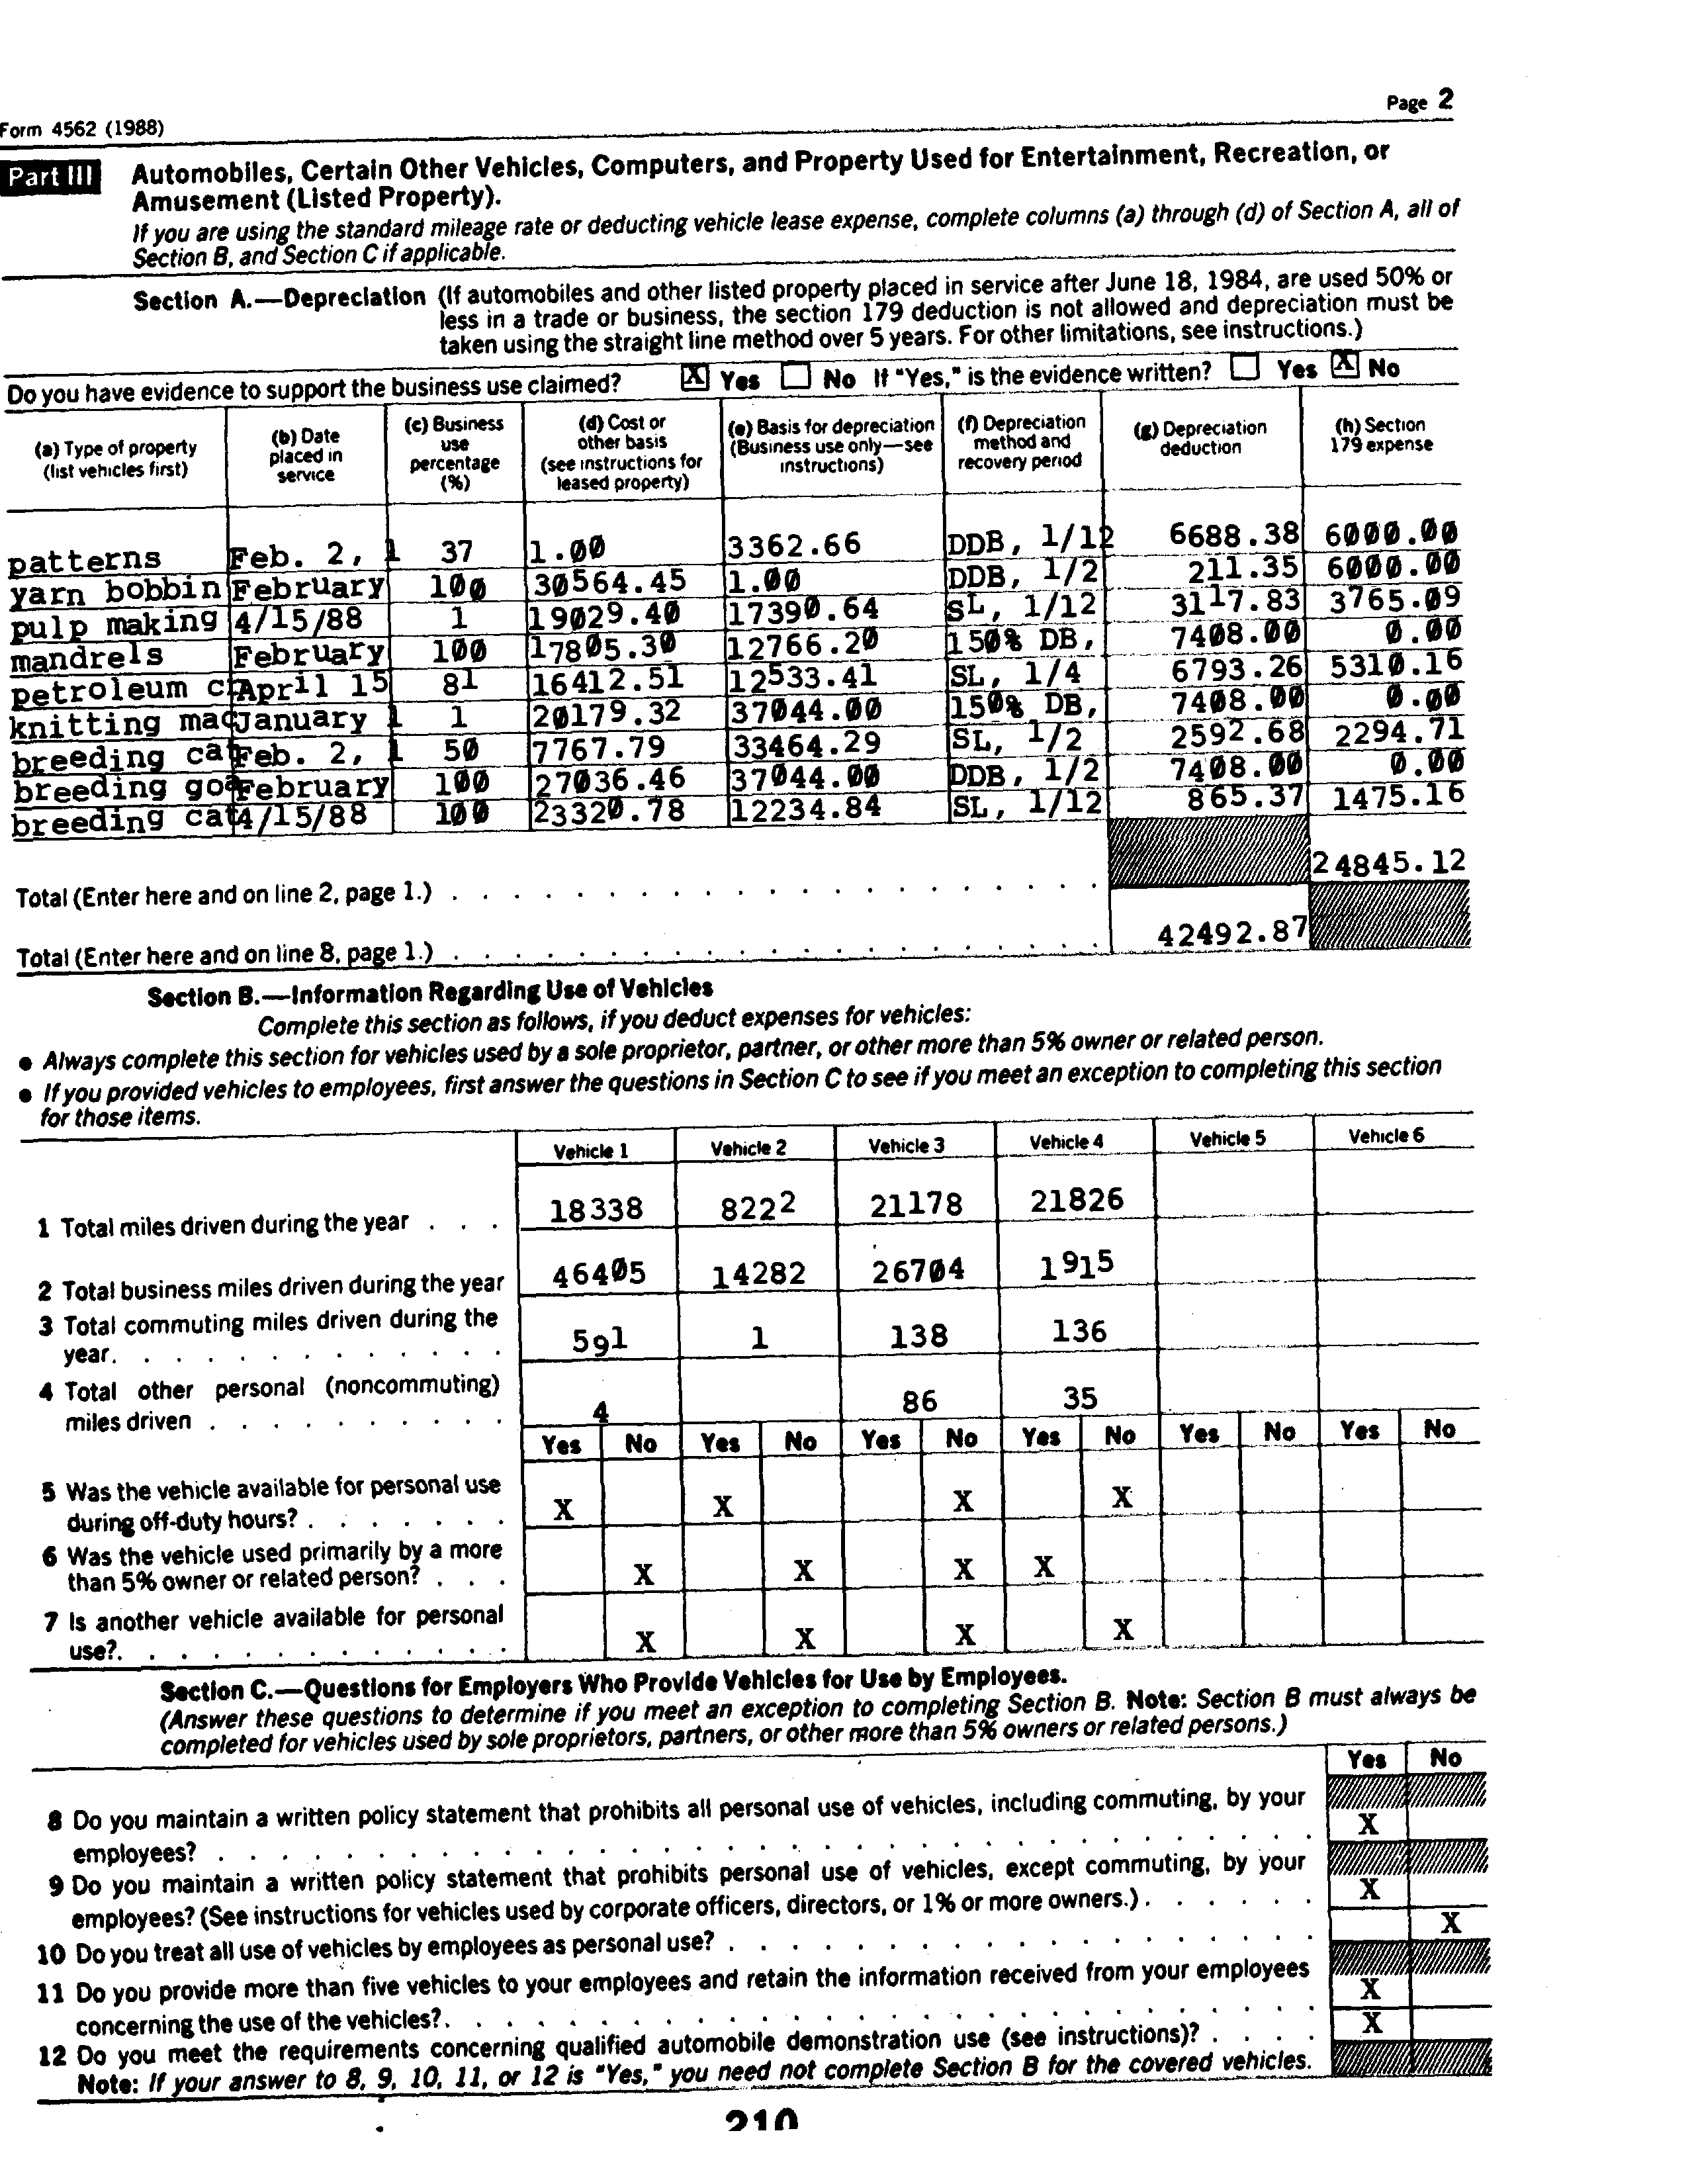 Form 4562 (1988)
Page 2
Part III Automobiles, Certain Other Vehicles, Computers, and Property Used for Entertainment, Recreation, or
Amusement (Listed Property).
If you are using the standard mileage rate or deducting vehicle lease expense, complete columns (a) through (d) of Section A, all of
Section B, and Section C if applicable.
Section A.—Depreciation (If automobiles and other listed property placed in service after June 18, 1984, are used 50% or
less in a trade or business, the section 179 deduction is not allowed and depreciation must be
taken using the straight line method over 5 years. For other limitations, see instructions.)
Do you have evidence to support the business use claimed? X Yes No If "Yes," is the evidence written? Yes X No
(a) Type of property (list vehicles first) (b) Date placed in service (c) Business use percentage (%) (d) Cost or other basis (see instructions for leased property) (e) Basis for depreciation (Business use only—see instructions) (f) Depreciation method and recovery period (g) Depreciation deduction (h) Section 179 expense
patterns Feb. 2, 1 37 1.00 3362.66 DDB, 1/12 6688.38 6000.00
yarn bobbin February 100 30564.45 1.00 DDB, 1/2 211.35 6000.00
pulp making 4/15/88 1 19029.40 17390.64 SL, 1/12 3117.83 3765.09
mandrels February 100 17805.30 12766.20 150% DB, 7408.00 0.00
petroleum c April 15 81 16412.51 12533.41 SL, 1/4 6793.26 5310.16
knitting mac January 1 1 20179.32 37044.00 150% DB, 7408.00 0.00
breeding cat Feb. 2, 1 50 7767.79 33464.29 SL, 1/2 2592.68 2294.71
breeding goa February 100 27036.46 37044.00 DDB, 1/2 7408.00 0.00
breeding cat 4/15/88 100 23320.78 12234.84 SL, 1/12 865.37 1475.16
Total (Enter here and on line 2, page 1.) . . . 24845.12
Total (Enter here and on line 8, page 1.) . . . 42492.87
Section B.—Information Regarding Use of Vehicles
Complete this section as follows, if you deduct expenses for vehicles:
● Always complete this section for vehicles used by a sole proprietor, partner, or other more than 5% owner or related person.
● If you provided vehicles to employees, first answer the questions in Section C to see if you meet an exception to completing this section
for those items.
Vehicle 1 Vehicle 2 Vehicle 3 Vehicle 4 Vehicle 5 Vehicle 6
1 Total miles driven during the year . . . 18338 8222 21178 21826
2 Total business miles driven during the year 46405 14282 26704 1915
3 Total commuting miles driven during the
year. . . . 591 1 138 136
4 Total other personal (noncommuting)
miles driven . . . 4 86 35
Yes No Yes No Yes No Yes No Yes No Yes No
5 Was the vehicle available for personal use
during off-duty hours? . . . X X X X
6 Was the vehicle used primarily by a more
than 5% owner or related person? . . . X X X X
7 Is another vehicle available for personal
use?. . . . X X X X
Section C.—Questions for Employers Who Provide Vehicles for Use by Employees.
(Answer these questions to determine if you meet an exception to completing Section B. Note: Section B must always be
completed for vehicles used by sole proprietors, partners, or other more than 5% owners or related persons.)
Yes No
8 Do you maintain a written policy statement that prohibits all personal use of vehicles, including commuting, by your
employees? . . . X
9 Do you maintain a written policy statement that prohibits personal use of vehicles, except commuting, by your
employees? (See instructions for vehicles used by corporate officers, directors, or 1% or more owners.) . . . X
10 Do you treat all use of vehicles by employees as personal use? . . . X
11 Do you provide more than five vehicles to your employees and retain the information received from your employees
concerning the use of the vehicles?. . . . X
12 Do you meet the requirements concerning qualified automobile demonstration use (see instructions)? . . . X
Note: If your answer to 8, 9, 10, 11, or 12 is "Yes," you need not complete Section B for the covered vehicles.
210